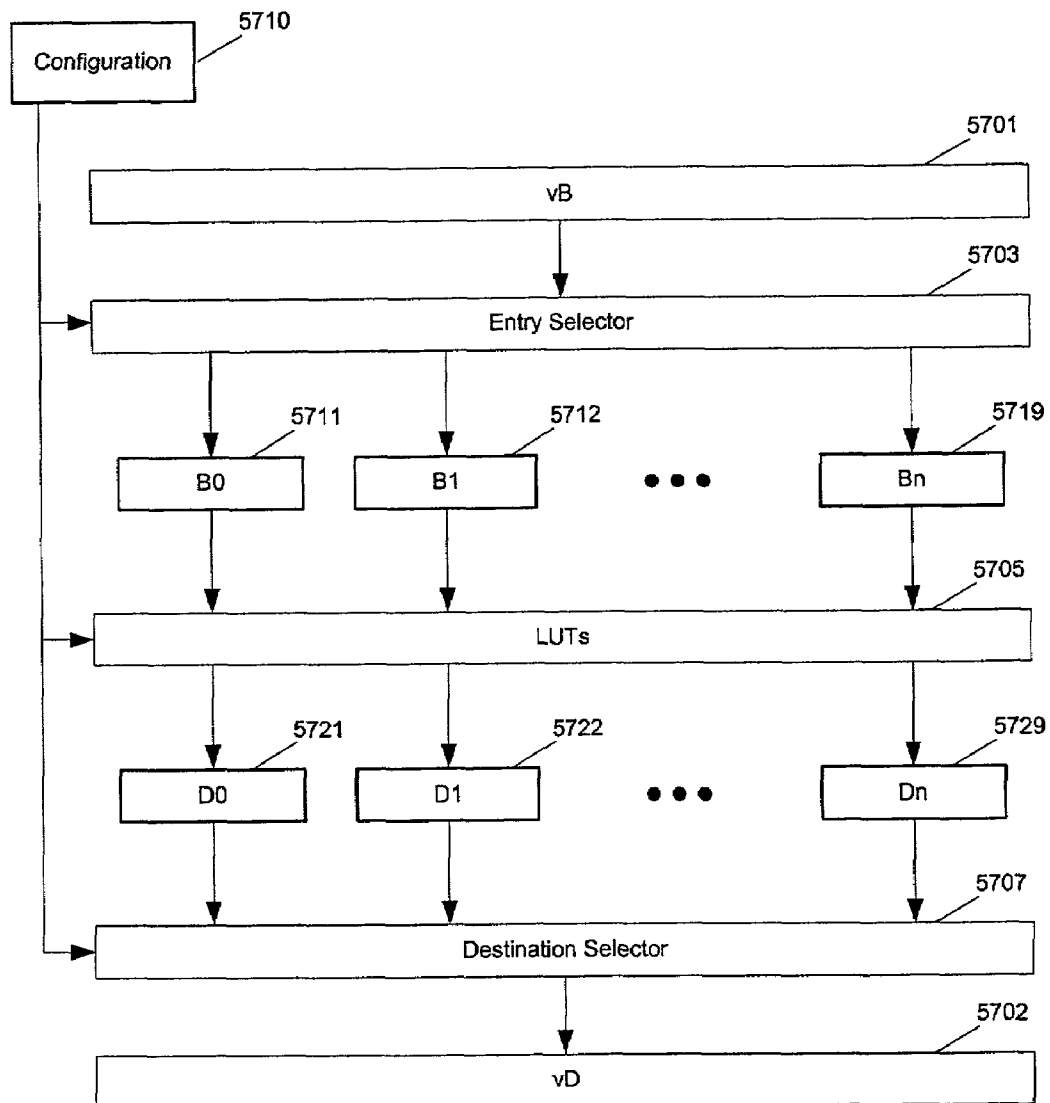 5710
Configuration
5701
vB
5703
Entry Selector
5711
5712
5719
B0
B1
Bn
5705
LUTs
5721
5722
5729
D0
D1
Dn
5707
Destination Selector
5702
vD